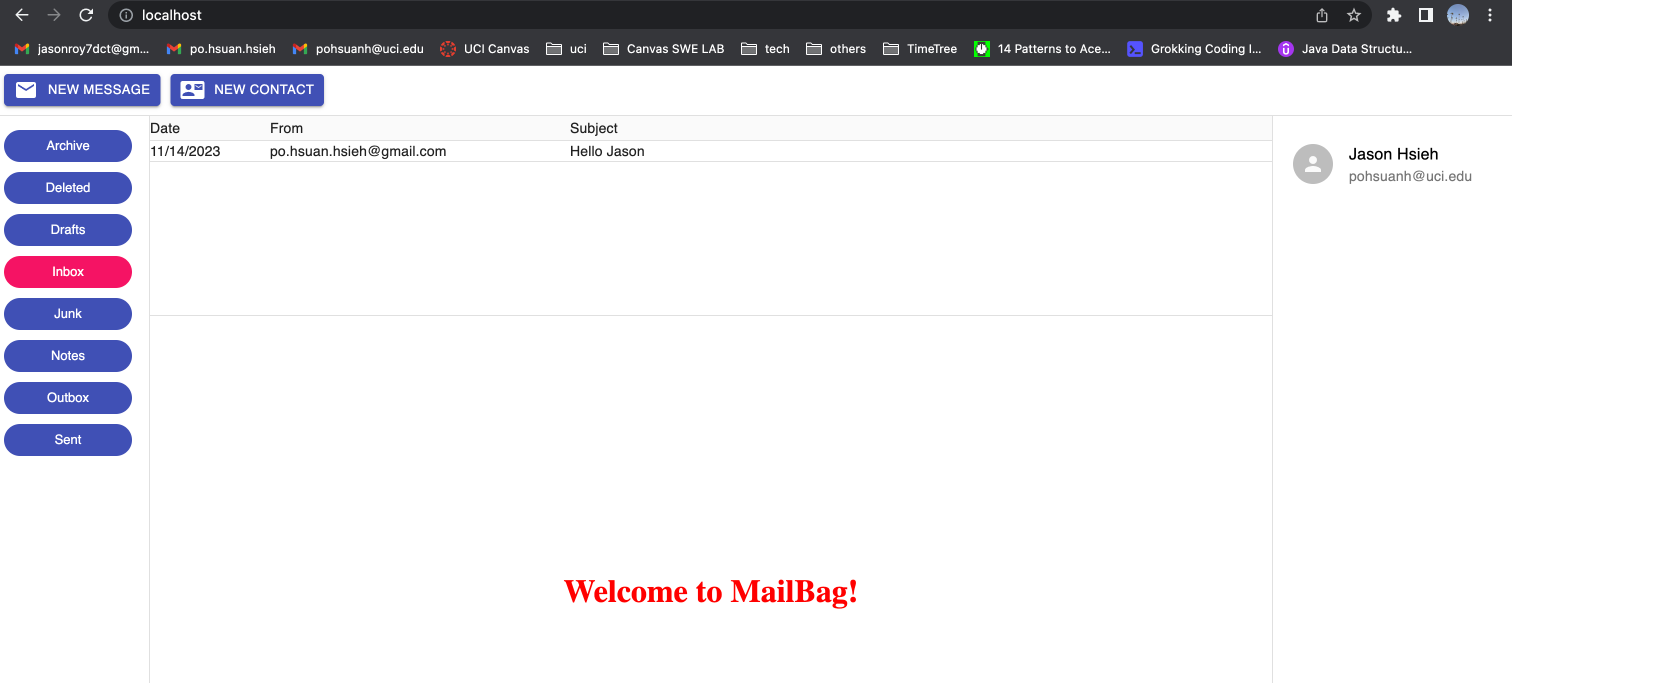 localhost
jasonroy7dct@gm... po.hsuan.hsieh pohsuanh@uci.edu UCI Canvas uci Canvas SWE LAB tech others TimeTree 14 Patterns to Ace... Grokking Coding I... Java Data Structu...
NEW MESSAGE NEW CONTACT
Date From Subject
11/14/2023 po.hsuan.hsieh@gmail.com Hello Jason
Archive
Deleted
Drafts
Inbox
Junk
Notes
Outbox
Sent
Welcome to MailBag!
Jason Hsieh
pohsuanh@uci.edu